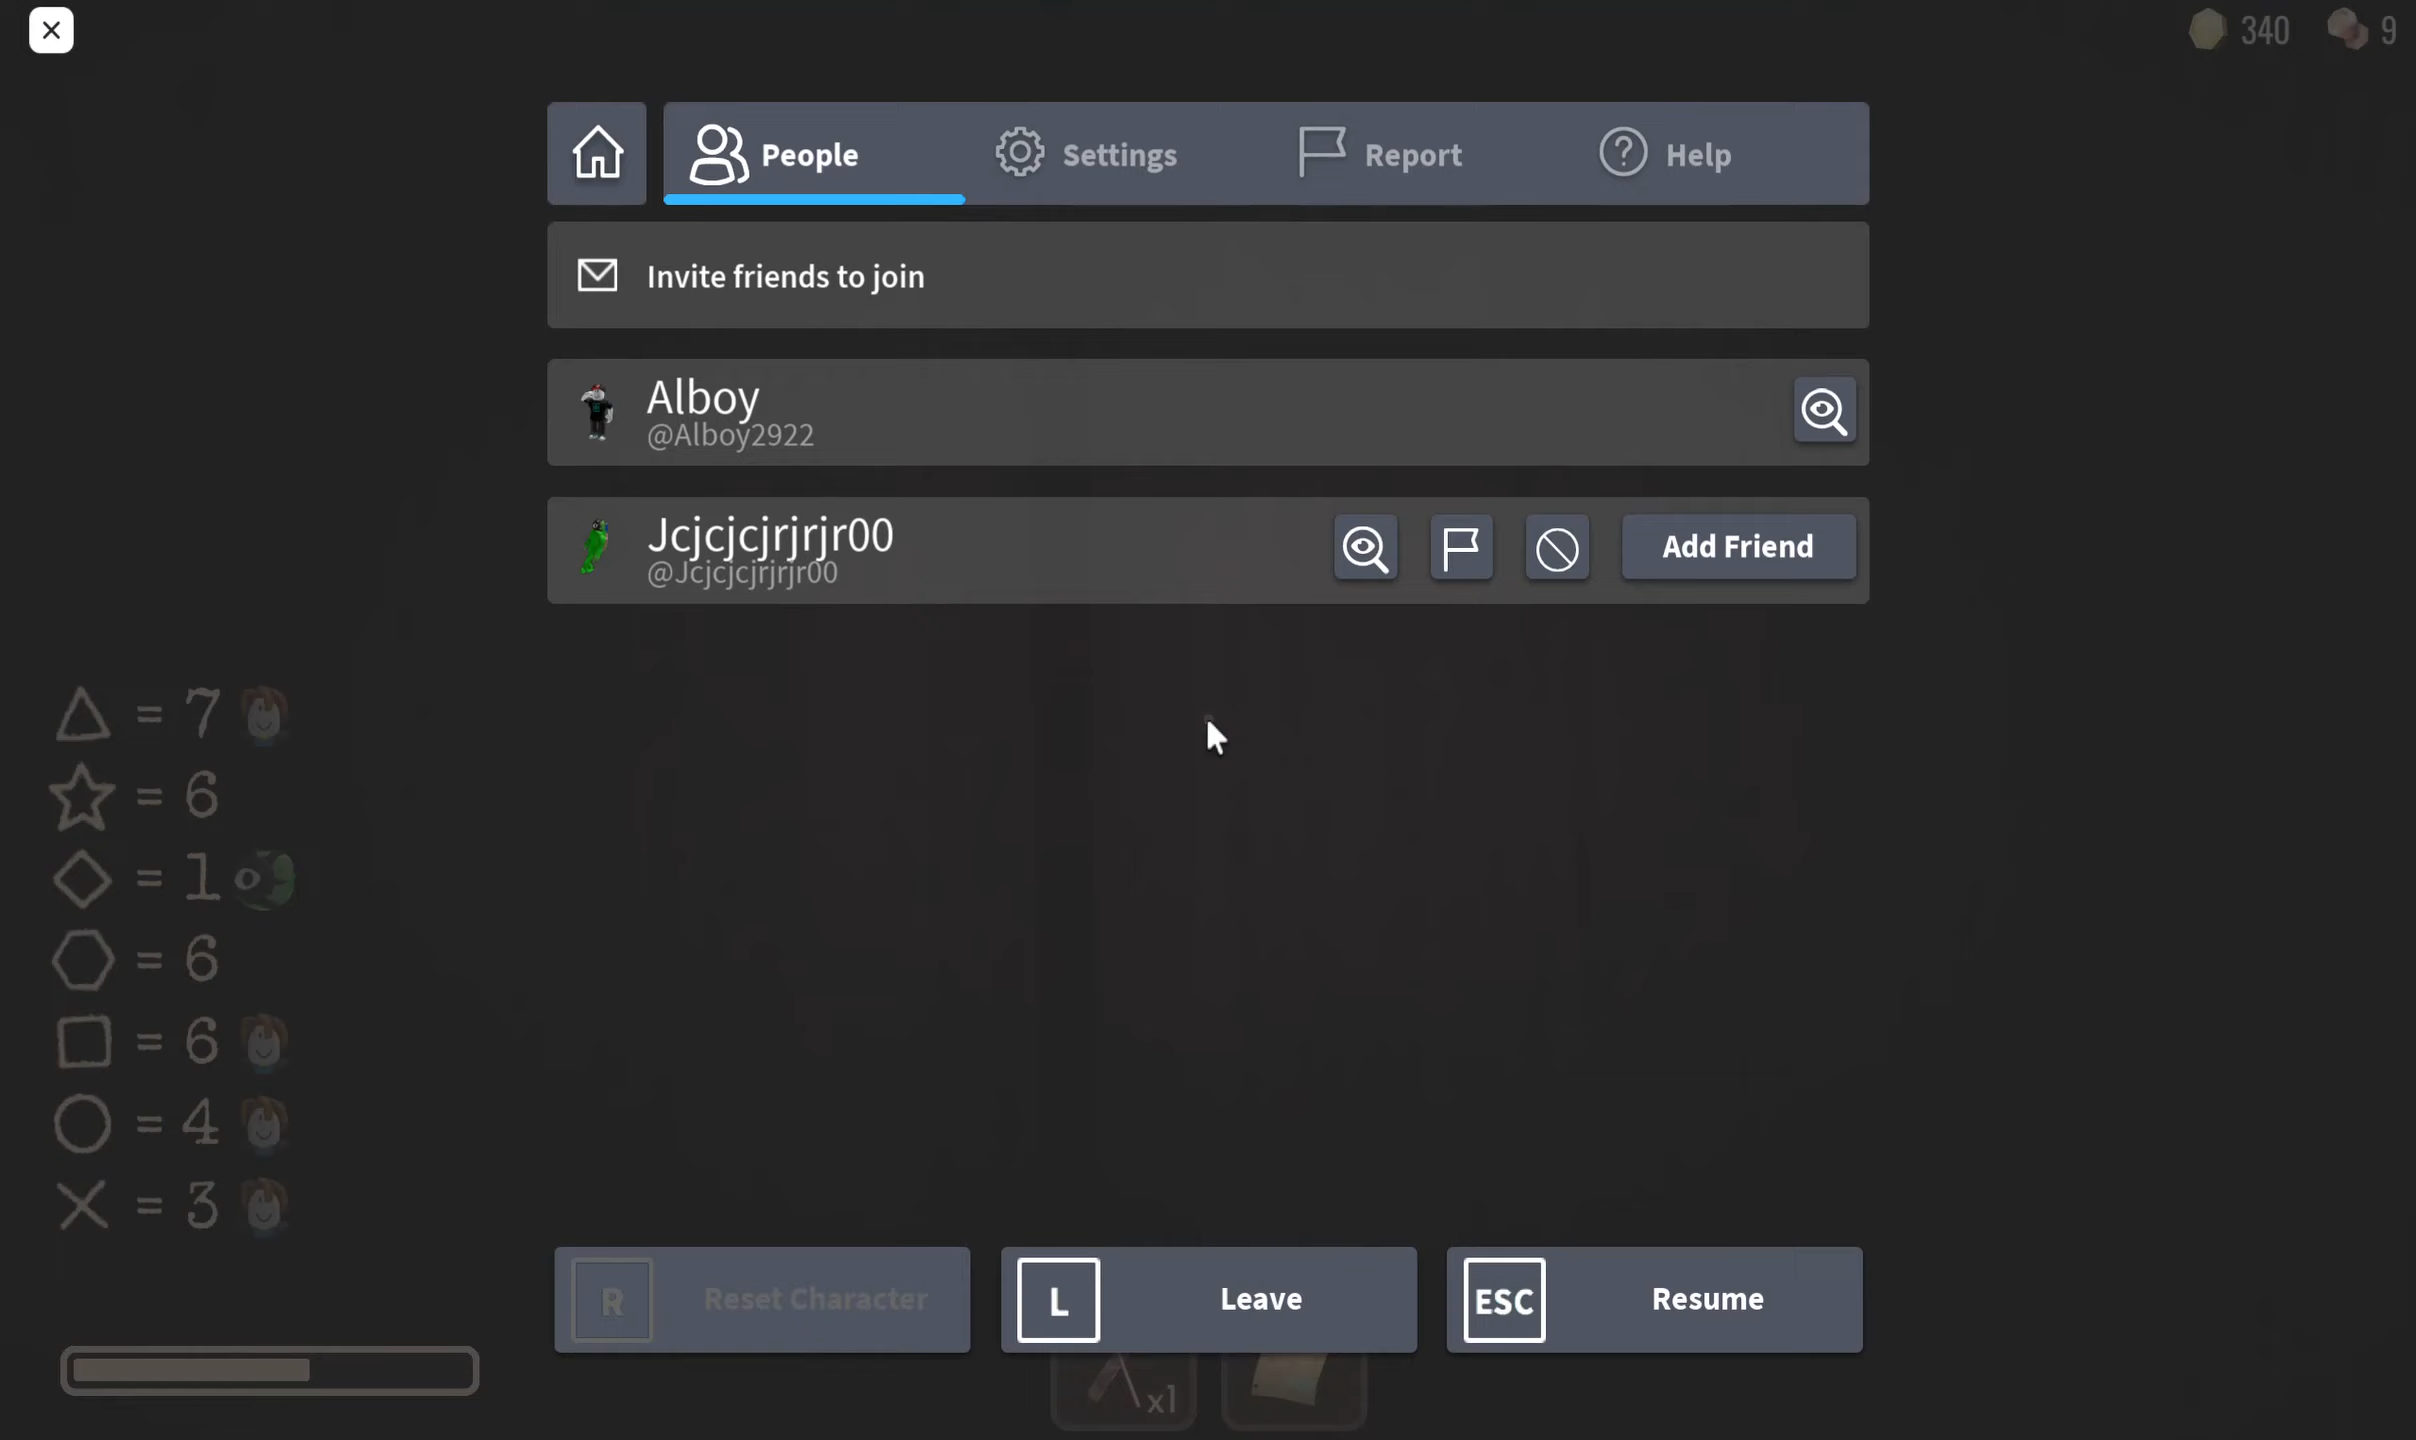 340 9
People Settings Report Help
Invite friends to join
Alboy
@Alboy2922
Jcjcjcjrjrjr00
@Jcjcjcjrjrjr00
Add Friend
= 7
= 6
= 1
= 6
= 6
= 4
= 3
R Reset Character
L Leave
ESC Resume
x1